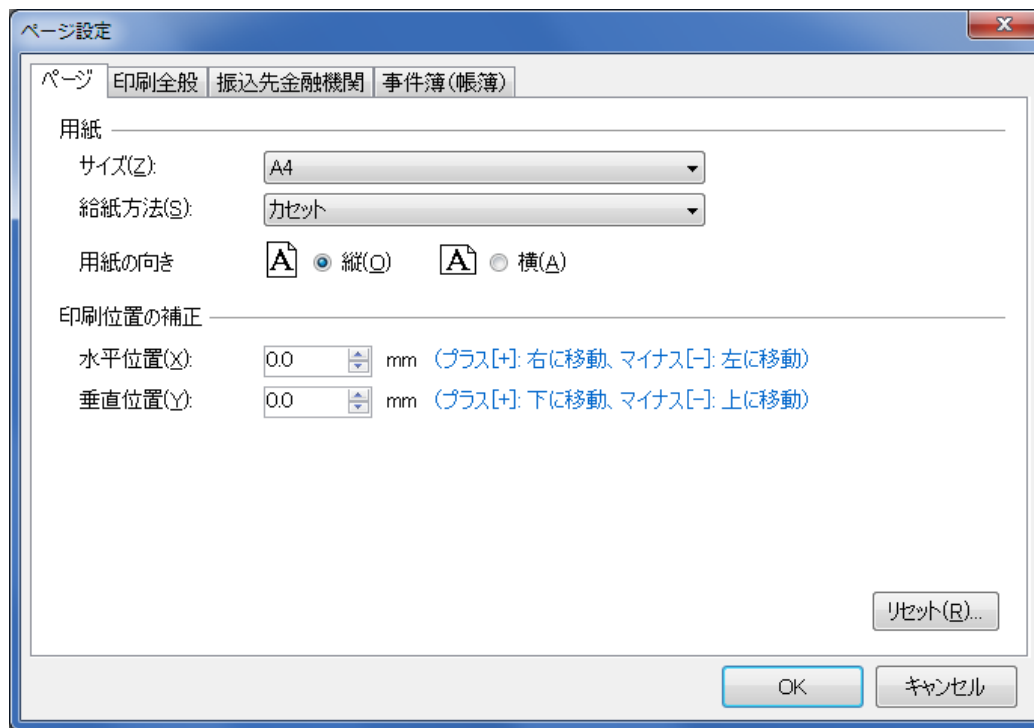 ページ設定
ページ 印刷全般 振込先金融機関 事件簿(帳簿)
用紙
サイズ(Z): A4
給紙方法(S): カセット
用紙の向き A 縦(O) A 横(A)
印刷位置の補正
水平位置(X): 0.0 mm (プラス[+]: 右に移動、マイナス[-]: 左に移動)
垂直位置(Y): 0.0 mm (プラス[+]: 下に移動、マイナス[-]: 上に移動)
リセット(R)...
OK キャンセル